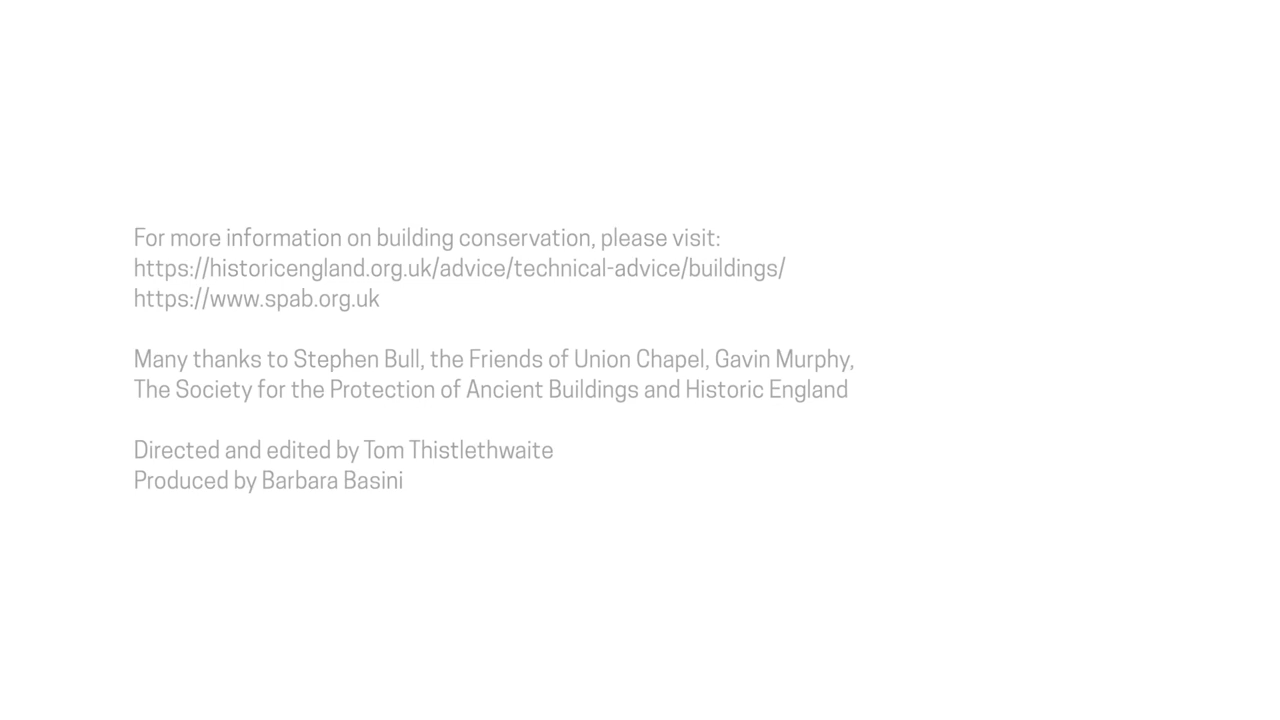 For more information on building conservation, please visit:
https://historicengland.org.uk/advice/technical-advice/buildings/
https://www.spab.org.uk
Many thanks to Stephen Bull, the Friends of Union Chapel, Gavin Murphy,
The Society for the Protection of Ancient Buildings and Historic England
Directed and edited by Tom Thistlethwaite
Produced by Barbara Basini